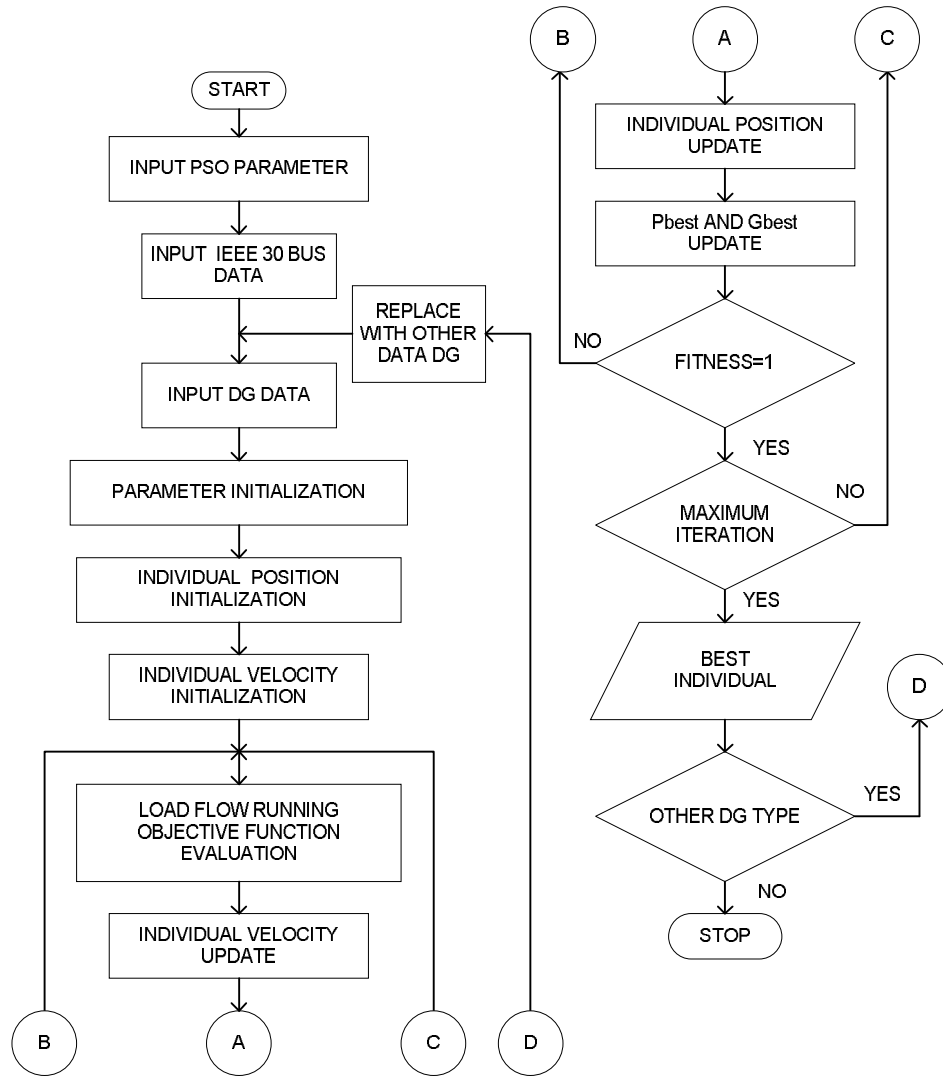 START
INPUT PSO PARAMETER
INPUT IEEE 30 BUS
DATA
REPLACE
WITH OTHER
DATA DG
INPUT DG DATA
PARAMETER INITIALIZATION
INDIVIDUAL POSITION
INITIALIZATION
INDIVIDUAL VELOCITY
INITIALIZATION
LOAD FLOW RUNNING
OBJECTIVE FUNCTION
EVALUATION
INDIVIDUAL VELOCITY
UPDATE
B
A
C
D
B
A
C
INDIVIDUAL POSITION
UPDATE
Pbest AND Gbest
UPDATE
NO
FITNESS=1
YES
NO
MAXIMUM
ITERATION
YES
BEST
INDIVIDUAL
D
YES
OTHER DG TYPE
NO
STOP